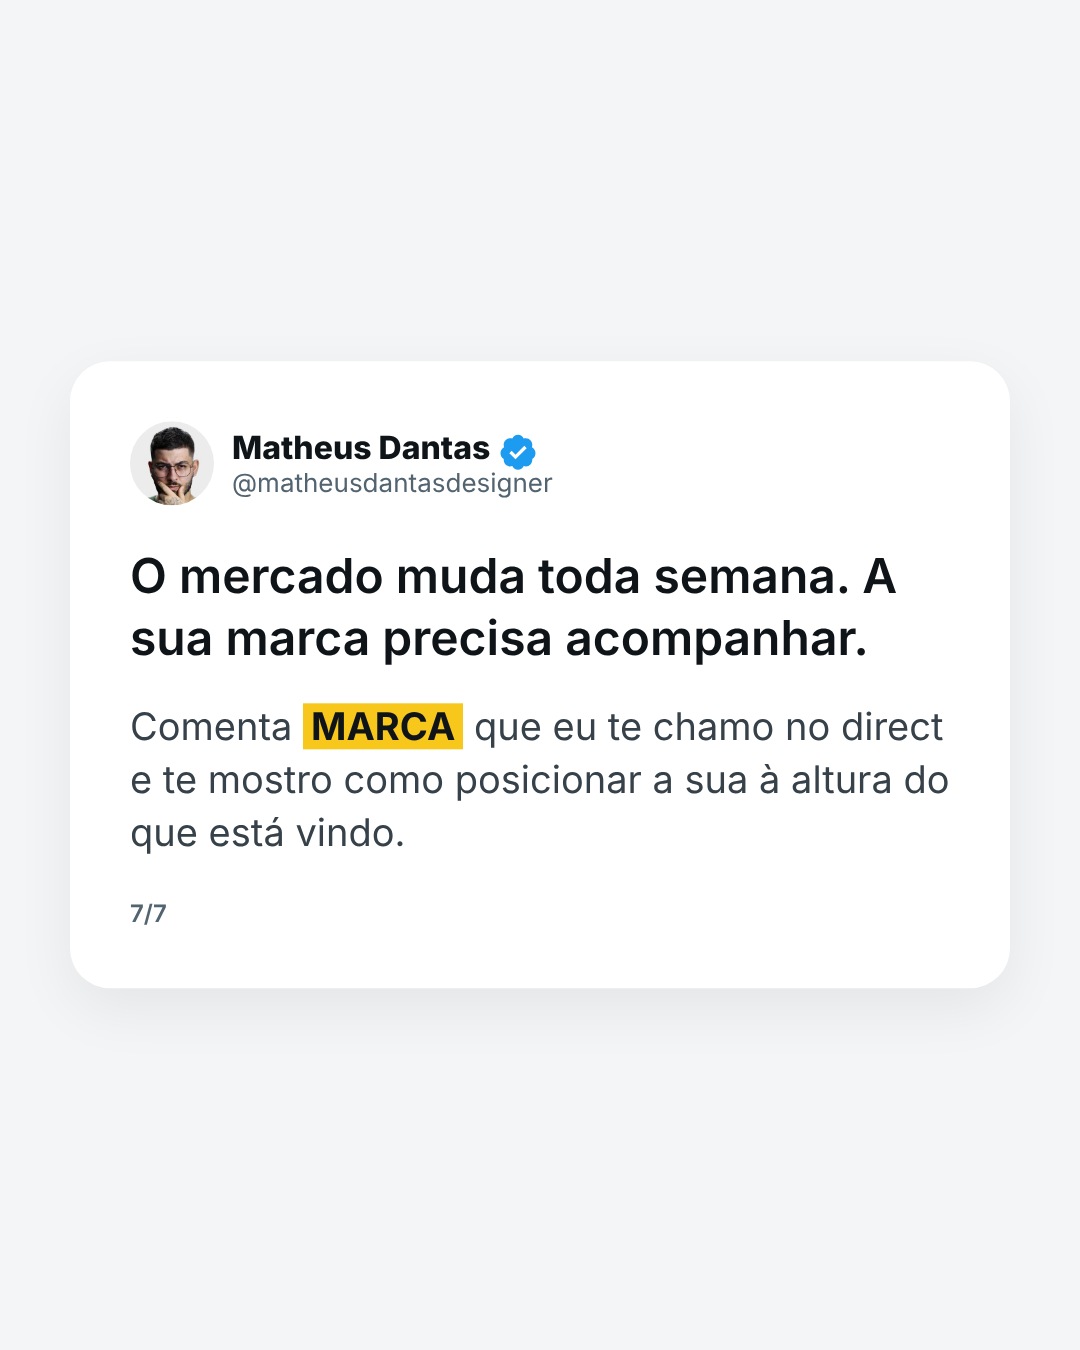 Matheus Dantas
@matheusdantasdesigner
O mercado muda toda semana. A
sua marca precisa acompanhar.
Comenta MARCA que eu te chamo no direct
e te mostro como posicionar a sua à altura do
que está vindo.
7/7